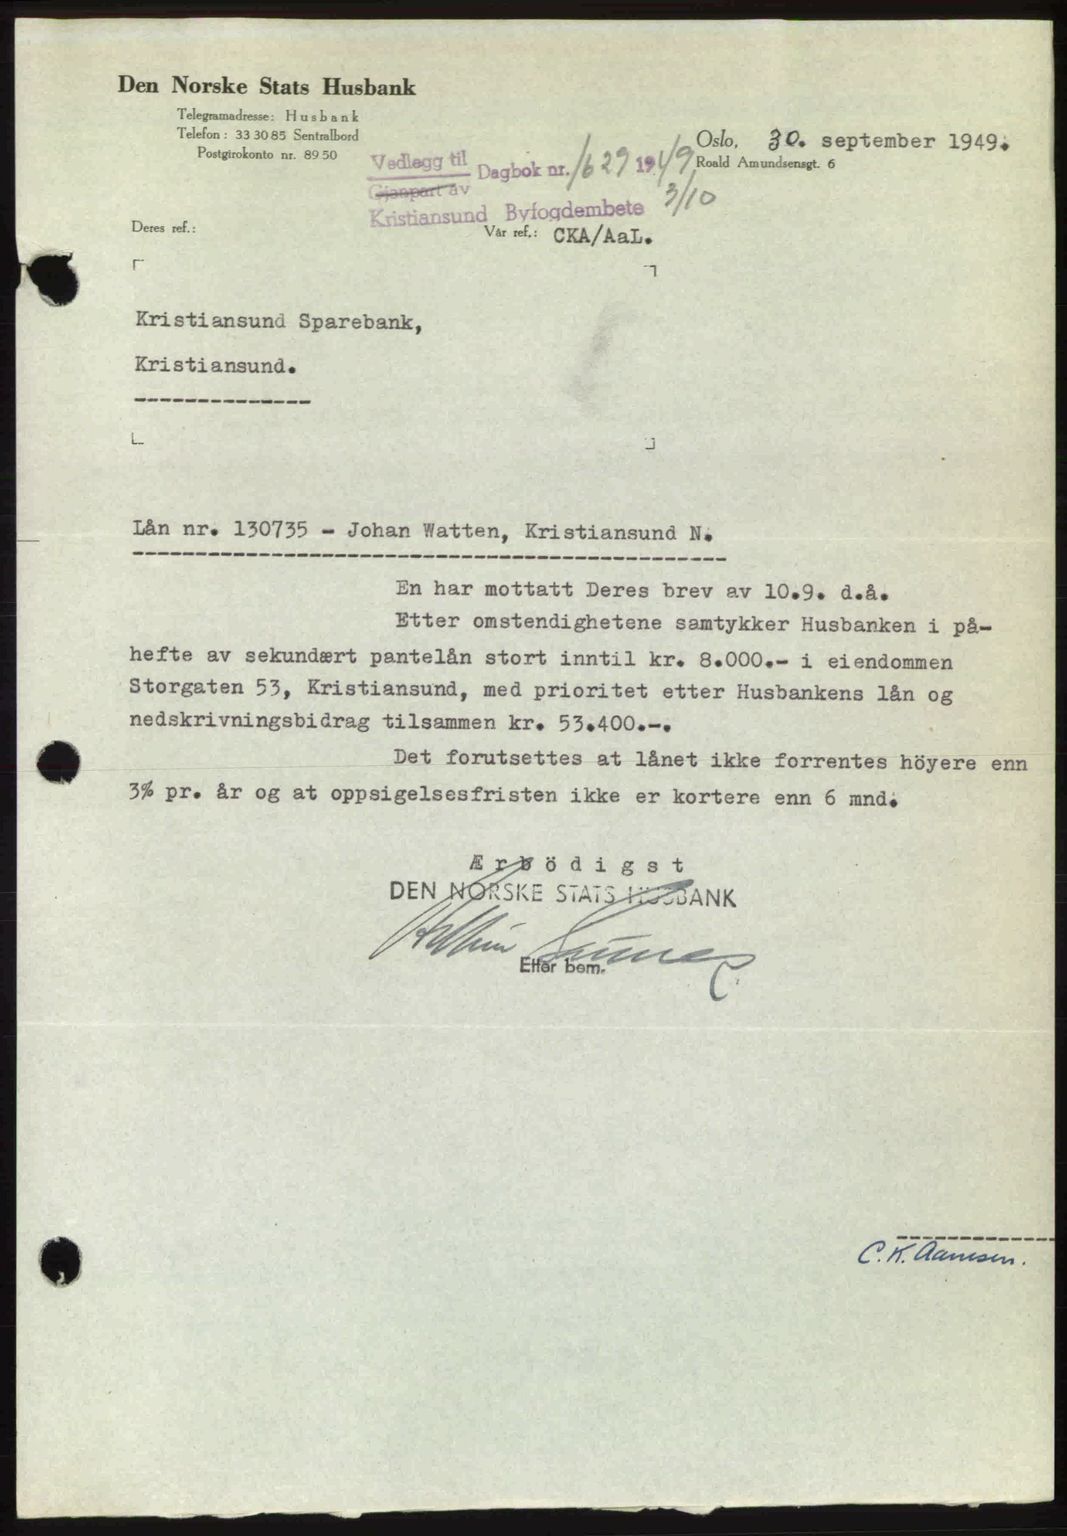 Den Norske Stats Husbank
Telegramadresse: Husbank
Telefon: 33 30 85 Sentralbord
Postgirokonto nr. 89 50
Oslo, 30. september 1949.
Roald Amundsensgt. 6
Vedlegg til
Gjenpart av
Dagbok nr. 1629 1949
Kristiansund Byfogdembete
3/10
Deres ref.:
Vår ref.: CKA/AaL.
Kristiansund Sparebank,
Kristiansund.
Lån nr. 130735 - Johan Watten, Kristiansund N.
En har mottatt Deres brev av 10.9. d.å.
Etter omstendighetene samtykker Husbanken i på-
hefte av sekundært pantelån stort inntil kr. 8.000.- i eiendommen
Storgaten 53, Kristiansund, med prioritet etter Husbankens lån og
nedskrivningsbidrag tilsammen kr. 53.400.-.
Det forutsettes at lånet ikke forrentes höyere enn
3% pr. år og at oppsigelsesfristen ikke er kortere enn 6 mnd.
Ærbödigst
DEN NORSKE STATS HUSBANK
Etter bem.
C.K. Aamesen.